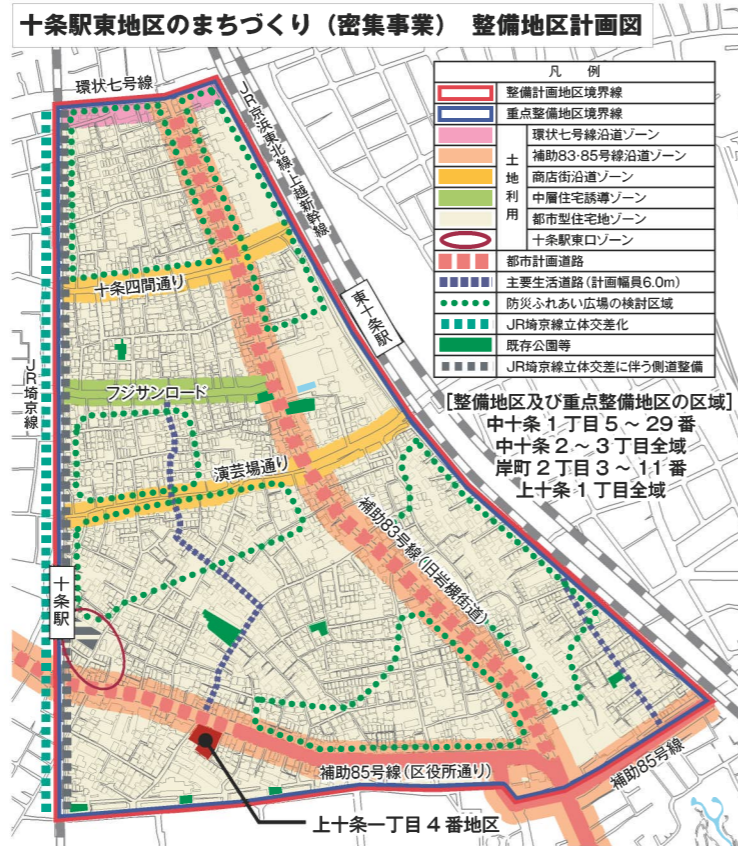 十条駅東地区のまちづくり（密集事業） 整備地区計画図
環状七号線
JR京浜東北線・上越新幹線
凡 例
整備計画地区境界線
重点整備地区境界線
土地利用
環状七号線沿道ゾーン
補助83・85号線沿道ゾーン
商店街沿道ゾーン
中層住宅誘導ゾーン
都市型住宅地ゾーン
十条駅東口ゾーン
都市計画道路
主要生活道路(計画幅員6.0m)
防災ふれあい広場の検討区域
JR埼京線立体交差化
既存公園等
JR埼京線立体交差に伴う側道整備
[整備地区及び重点整備地区の区域]
中十条１丁目５～29番
中十条２～３丁目全域
岸町２丁目３～11番
上十条１丁目全域
十条四間通り
東十条駅
JR埼京線
フジサンロード
演芸場通り
補助83号線(旧岩槻街道)
十条駅
補助85号線(区役所通り)
補助85号線
上十条一丁目４番地区